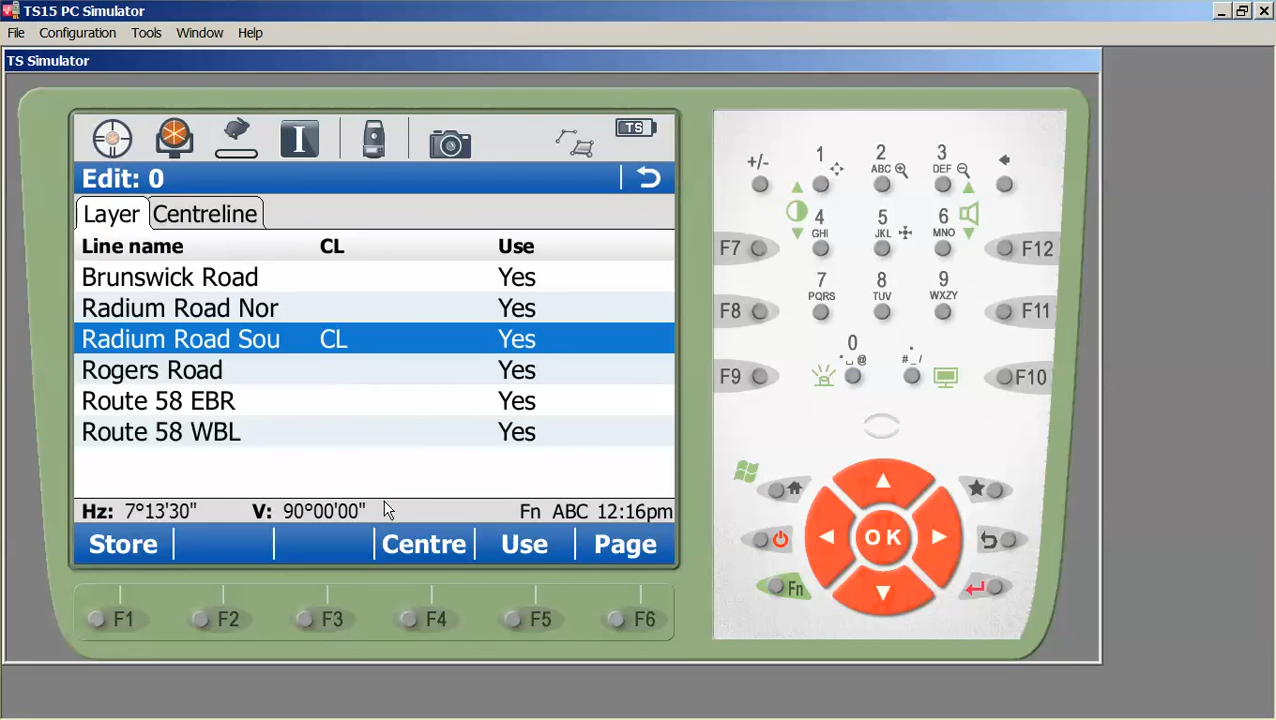 TS15 PC Simulator
File Configuration Tools Window Help
TS Simulator
TS
Edit: 0
Layer Centreline
Line name CL Use
Brunswick Road Yes
Radium Road Nor Yes
Radium Road Sou CL Yes
Rogers Road Yes
Route 58 EBR Yes
Route 58 WBL Yes
Hz: 7°13'30" V: 90°00'00" Fn ABC 12:16pm
Store Centre Use Page
F1 F2 F3 F4 F5 F6
+/- 1 2 ABC 3 DEF
4 GHI 5 JKL 6 MNO
F7 F12
7 PQRS 8 TUV 9 WXZY
F8 F11
0 *␣@ . #_/
F9 F10
OK
Fn